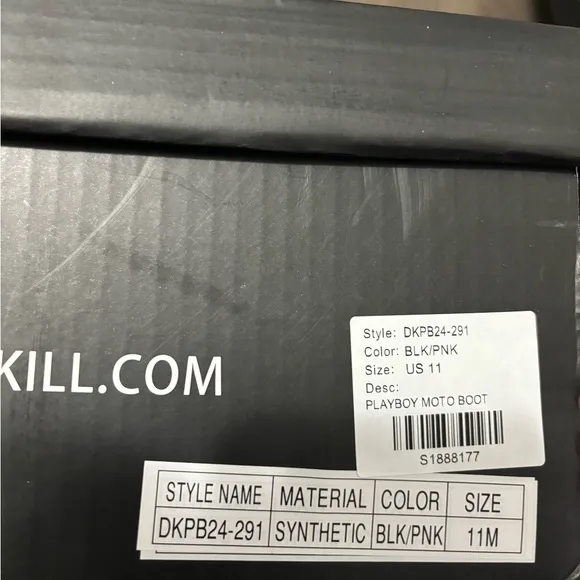 KILL.COM
Style: DKPB24-291
Color: BLK/PNK
Size: US 11
Desc:
PLAYBOY MOTO BOOT
S1888177
STYLE NAME MATERIAL COLOR SIZE
DKPB24-291 SYNTHETIC BLK/PNK 11M